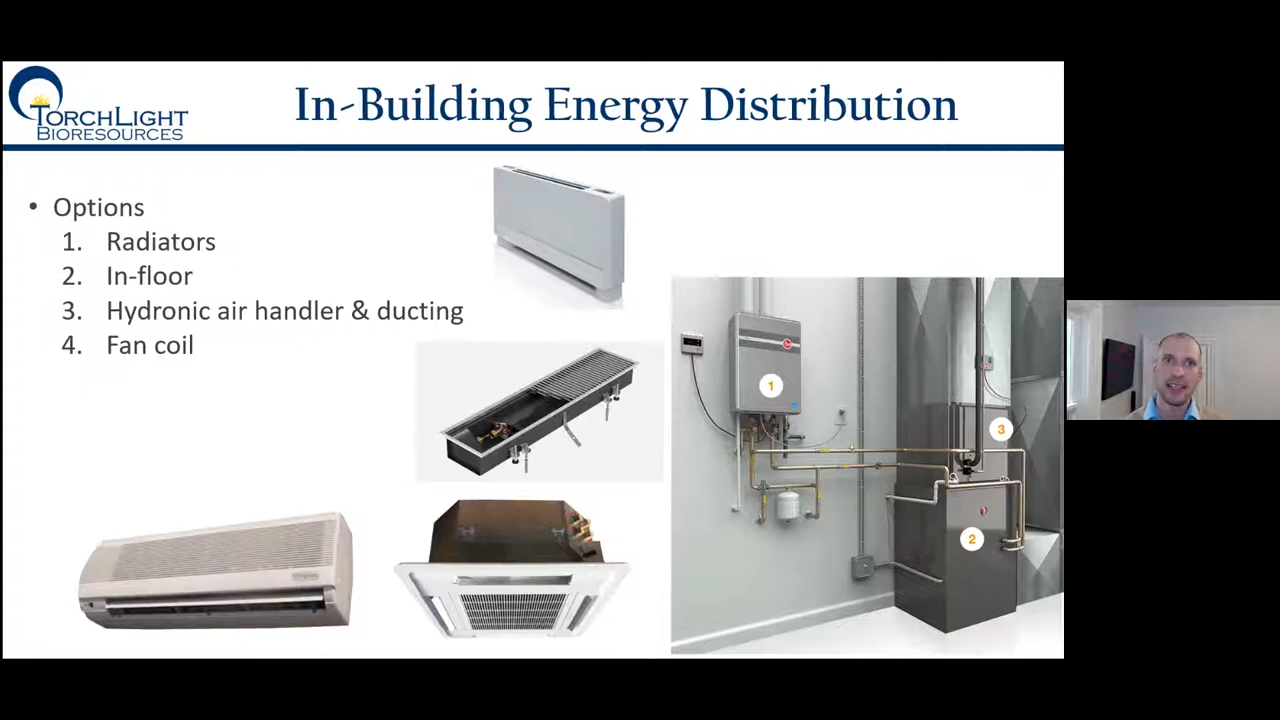 TORCHLIGHT
BIORESOURCES
In-Building Energy Distribution
• Options
1. Radiators
2. In-floor
3. Hydronic air handler & ducting
4. Fan coil
1
3
2